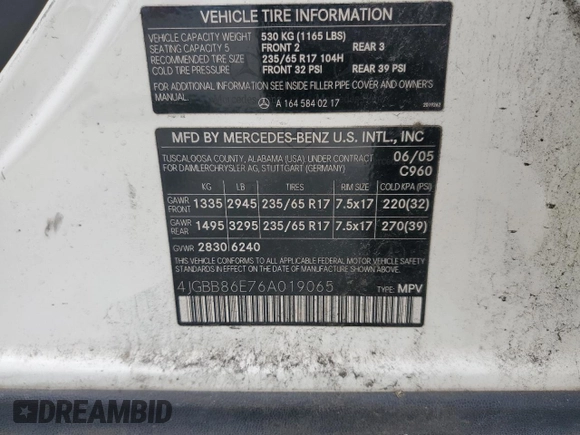 VEHICLE TIRE INFORMATION
VEHICLE CAPACITY WEIGHT 530 KG (1165 LBS)
SEATING CAPACITY 5 FRONT 2 REAR 3
RECOMMENDED TIRE SIZE 235/65 R17 104H
COLD TIRE PRESSURE FRONT 32 PSI REAR 39 PSI
FOR ADDITIONAL INFORMATION SEE INSIDE FILLER PIPE COVER AND OWNER'S
MANUAL.
A 164 584 02 17
MFD BY MERCEDES-BENZ U.S. INTL., INC
TUSCALOOSA COUNTY, ALABAMA (USA) UNDER CONTRACT 06/05
FOR DAIMLERCHRYSLER AG, STUTTGART (GERMANY) C960
KG LB TIRES RIM SIZE COLD KPA (PSI)
GAWR FRONT 1335 2945 235/65 R17 7.5x17 220(32)
GAWR REAR 1495 3295 235/65 R17 7.5x17 270(39)
GVWR 2830 6240
THIS VEHICLE CONFORMS TO ALL APPLICABLE FEDERAL MOTOR VEHICLE
SAFETY, BUMPER AND THEFT PREVENTION STANDARDS IN EFFECT ON THE
DATE OF MANUFACTURE SHOWN ABOVE.
4JGBB86E76A019065 TYPE: MPV
DREAMBID